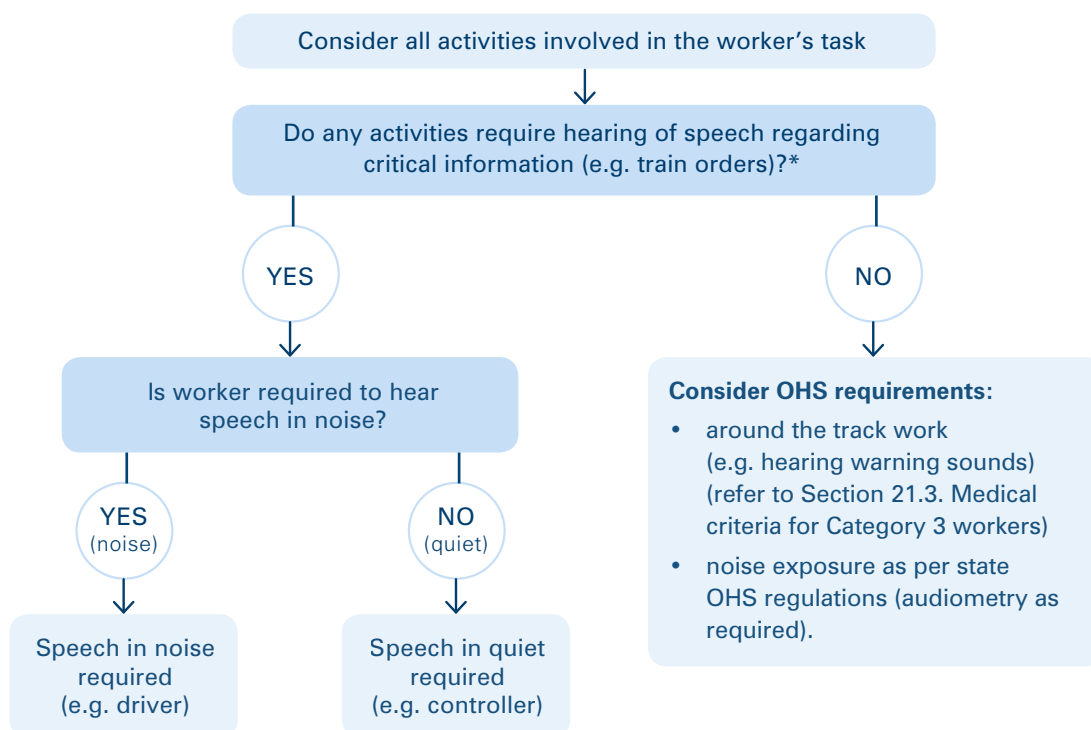 Consider all activities involved in the worker's task
Do any activities require hearing of speech regarding
critical information (e.g. train orders)?*
YES
NO
Is worker required to hear
speech in noise?
Consider OHS requirements:
• around the track work
(e.g. hearing warning sounds)
(refer to Section 21.3. Medical
criteria for Category 3 workers)
• noise exposure as per state
OHS regulations (audiometry as
required).
YES
(noise)
NO
(quiet)
Speech in noise
required
(e.g. driver)
Speech in quiet
required
(e.g. controller)